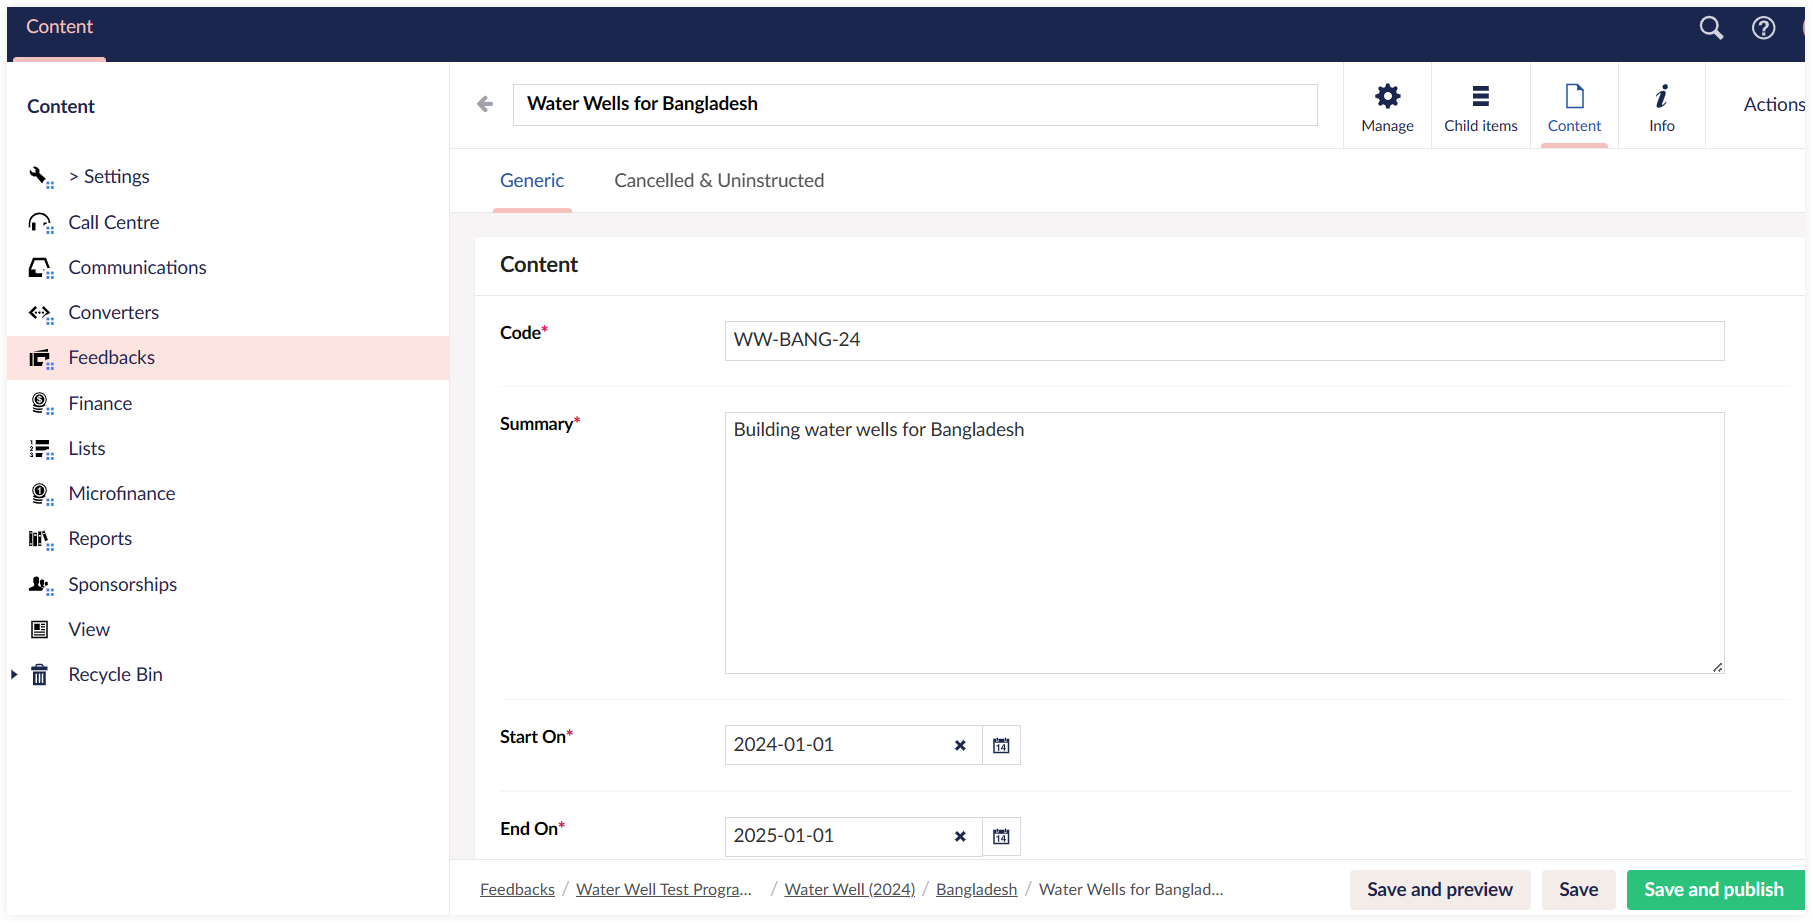 Content
Content
> Settings
Call Centre
Communications
Converters
Feedbacks
Finance
Lists
Microfinance
Reports
Sponsorships
View
Recycle Bin
Water Wells for Bangladesh
Manage
Child items
Content
Info
Actions
Generic
Cancelled & Uninstructed
Content
Code*
WW-BANG-24
Summary*
Building water wells for Bangladesh
Start On*
2024-01-01
End On*
2025-01-01
Feedbacks / Water Well Test Progra... / Water Well (2024) / Bangladesh / Water Wells for Banglad...
Save and preview
Save
Save and publish